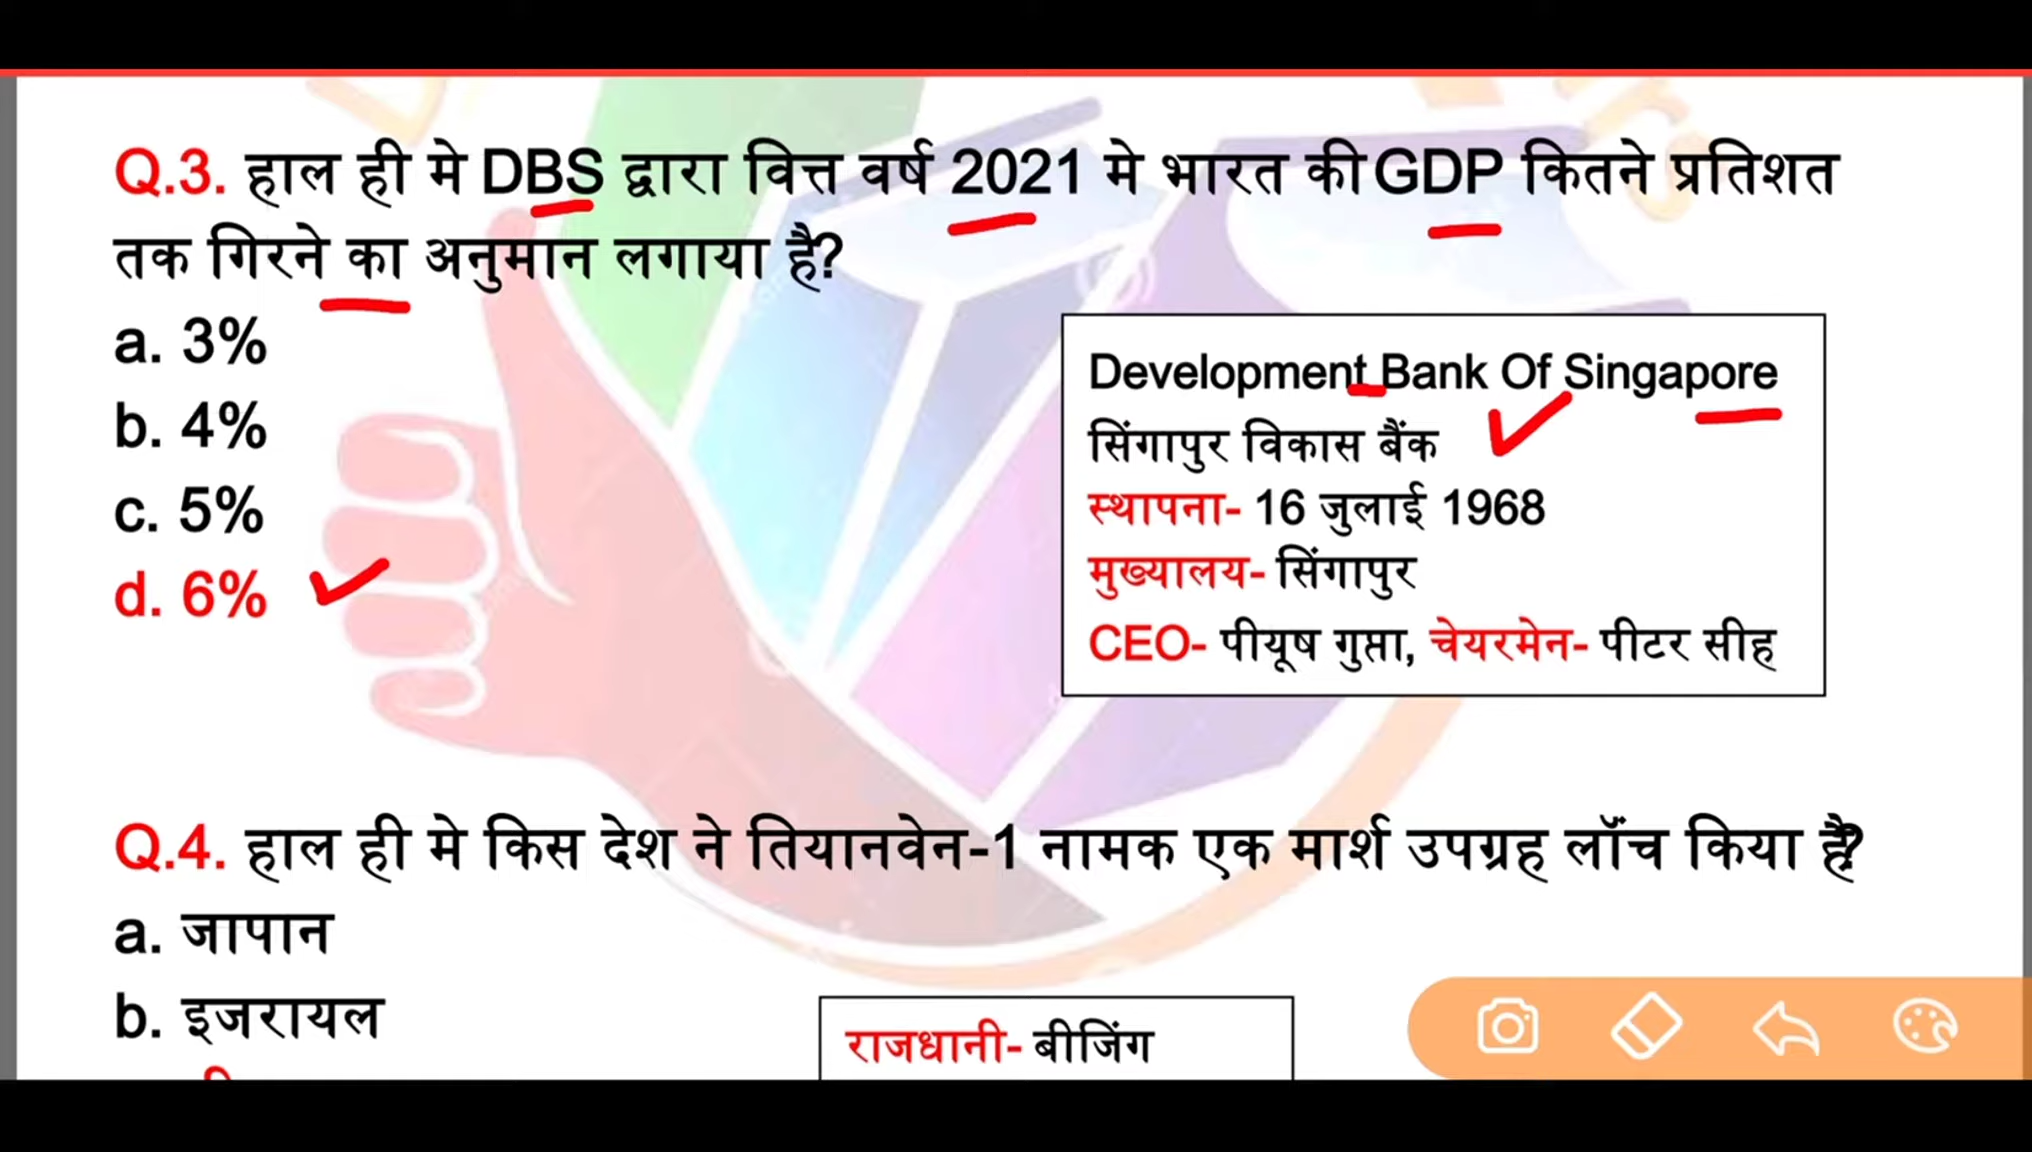 Q.3. हाल ही मे DBS द्वारा वित्त वर्ष 2021 मे भारत की GDP कितने प्रतिशत
तक गिरने का अनुमान लगाया है?
a. 3%
b. 4%
c. 5%
d. 6%
Development Bank Of Singapore
सिंगापुर विकास बैंक
स्थापना- 16 जुलाई 1968
मुख्यालय- सिंगापुर
CEO- पीयूष गुप्ता, चेयरमेन- पीटर सीह
Q.4. हाल ही मे किस देश ने तियानवेन-1 नामक एक मार्श उपग्रह लॉंच किया है?
a. जापान
b. इजरायल
राजधानी- बीजिंग